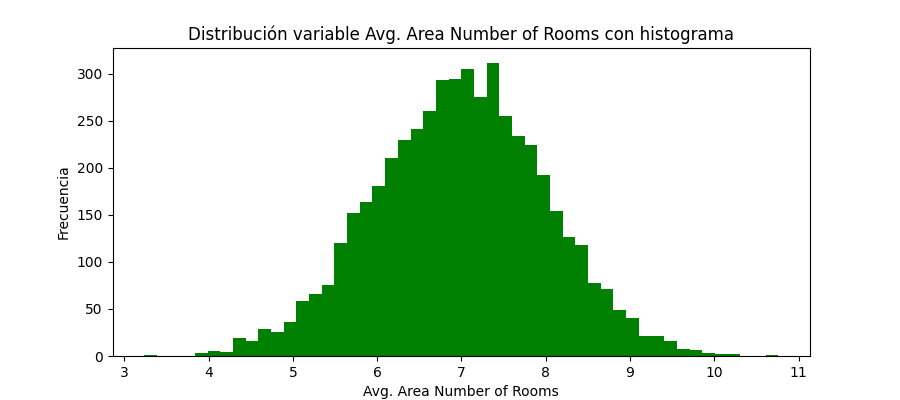 Distribución variable Avg. Area Number of Rooms con histograma
300
250
200
150
100
50
0
Frecuencia
3 4 5 6 7 8 9 10 11
Avg. Area Number of Rooms